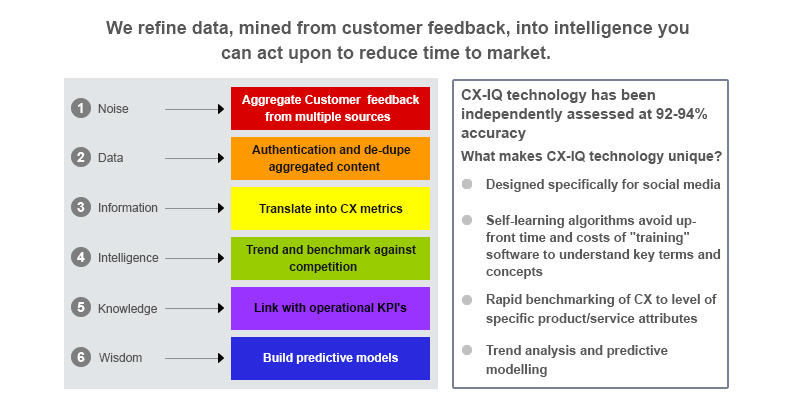 We refine data, mined from customer feedback, into intelligence you
can act upon to reduce time to market.
1 Noise
Aggregate Customer feedback
from multiple sources
2 Data
Authentication and de-dupe
aggregated content
3 Information
Translate into CX metrics
4 Intelligence
Trend and benchmark against
competition
5 Knowledge
Link with operational KPI's
6 Wisdom
Build predictive models
CX-IQ technology has been
independently assessed at 92-94%
accuracy
What makes CX-IQ technology unique?
Designed specifically for social media
Self-learning algorithms avoid up-
front time and costs of "training"
software to understand key terms and
concepts
Rapid benchmarking of CX to level of
specific product/service attributes
Trend analysis and predictive
modelling